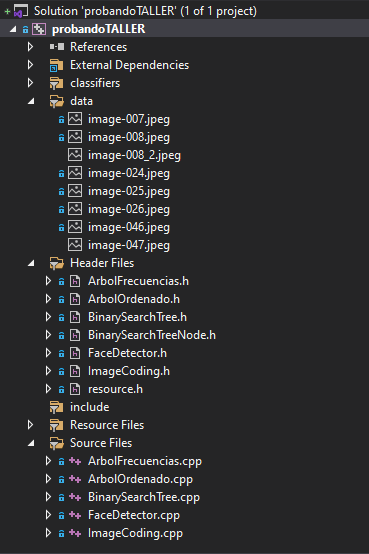 Solution 'probandoTALLER' (1 of 1 project)
probandoTALLER
References
External Dependencies
classifiers
data
image-007.jpeg
image-008.jpeg
image-008_2.jpeg
image-024.jpeg
image-025.jpeg
image-026.jpeg
image-046.jpeg
image-047.jpeg
Header Files
ArbolFrecuencias.h
ArbolOrdenado.h
BinarySearchTree.h
BinarySearchTreeNode.h
FaceDetector.h
ImageCoding.h
resource.h
include
Resource Files
Source Files
ArbolFrecuencias.cpp
ArbolOrdenado.cpp
BinarySearchTree.cpp
FaceDetector.cpp
ImageCoding.cpp